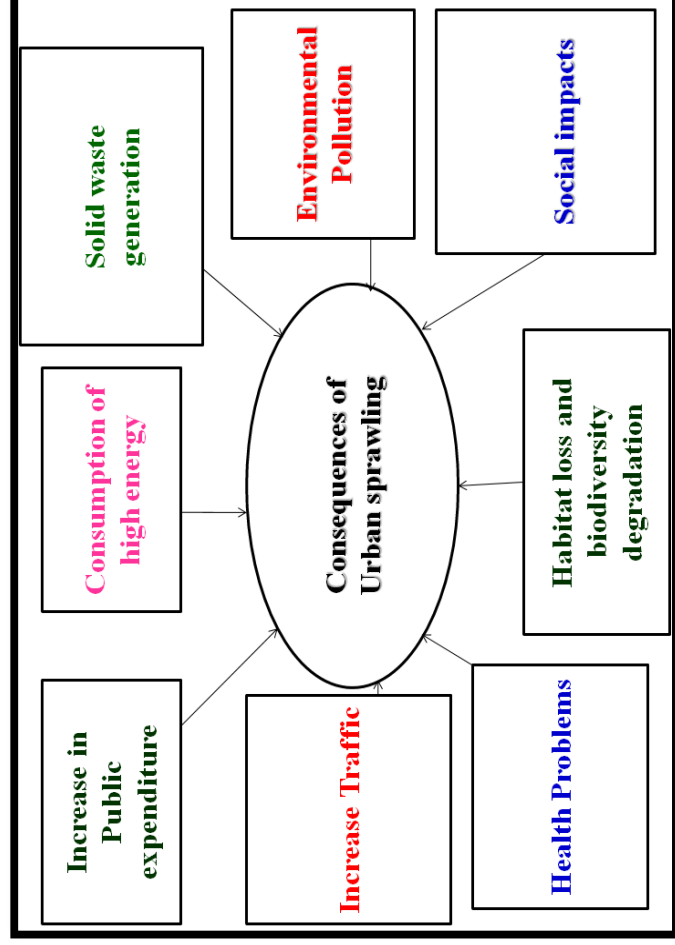 Increase in
Public
expenditure
Consumption of
high energy
Solid waste
generation
Increase Traffic
Consequences of
Urban sprawling
Environmental
Pollution
Health Problems
Habitat loss and
biodiversity
degradation
Social impacts